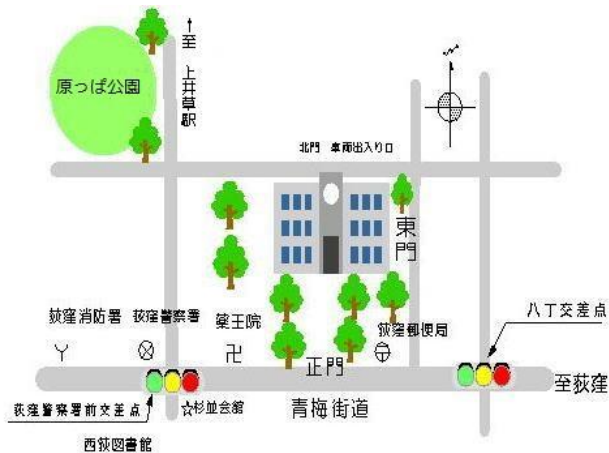 ↑至 上井草駅
原っぱ公園
北門 車両出入り口
東門
八丁交差点
荻窪消防署
荻窪警察署
薬王院
荻窪郵便局
卍
正門
至荻窪
荻窪警察署前交差点
☆杉並会館
青梅街道
西荻図書館